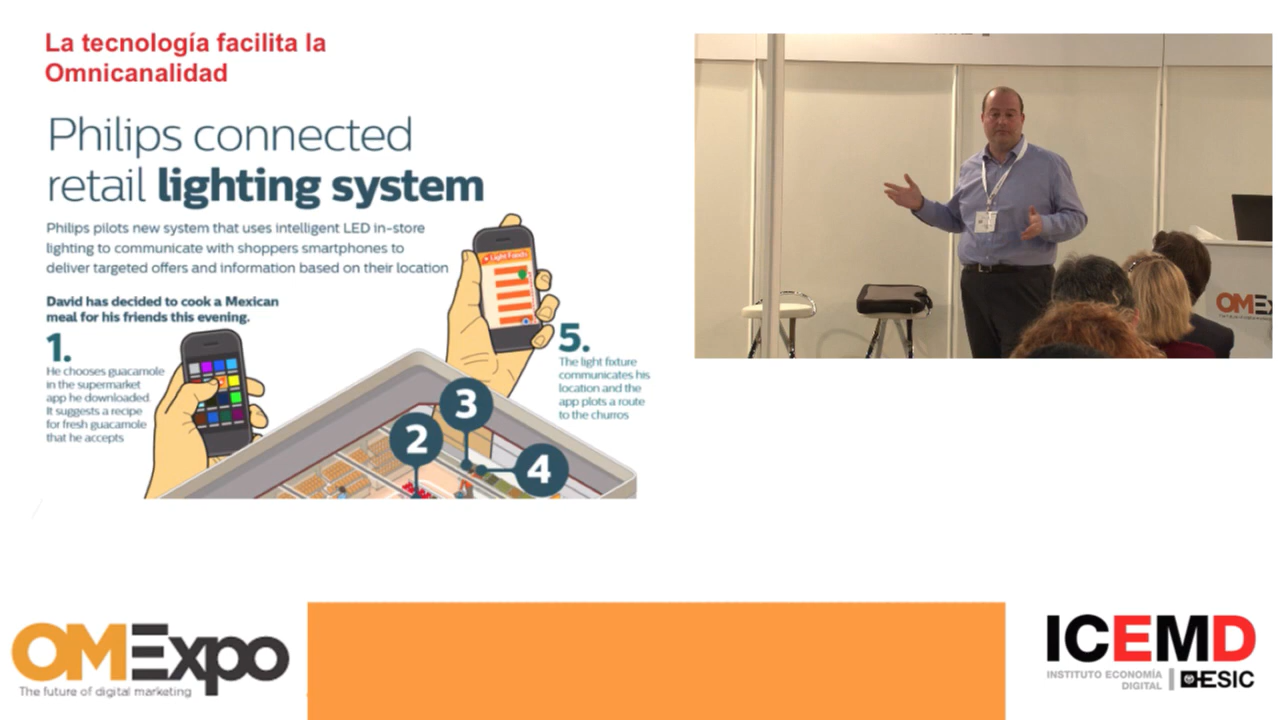 La tecnología facilita la
Omnicanalidad
Philips connected
retail lighting system
Philips pilots new system that uses intelligent LED in-store
lighting to communicate with shoppers smartphones to
deliver targeted offers and information based on their location
David has decided to cook a Mexican
meal for his friends this evening.
1.
He chooses guacamole
in the supermarket
app he downloaded.
It suggests a recipe
for fresh guacamole
that he accepts
Light Foods
5.
The light fixture
communicates his
location and the
app plots a route
to the churros
2
3
4
OMEx
OMExpo
The future of digital marketing
ICEMD
INSTITUTO ECONOMÍA
DIGITAL
ESIC